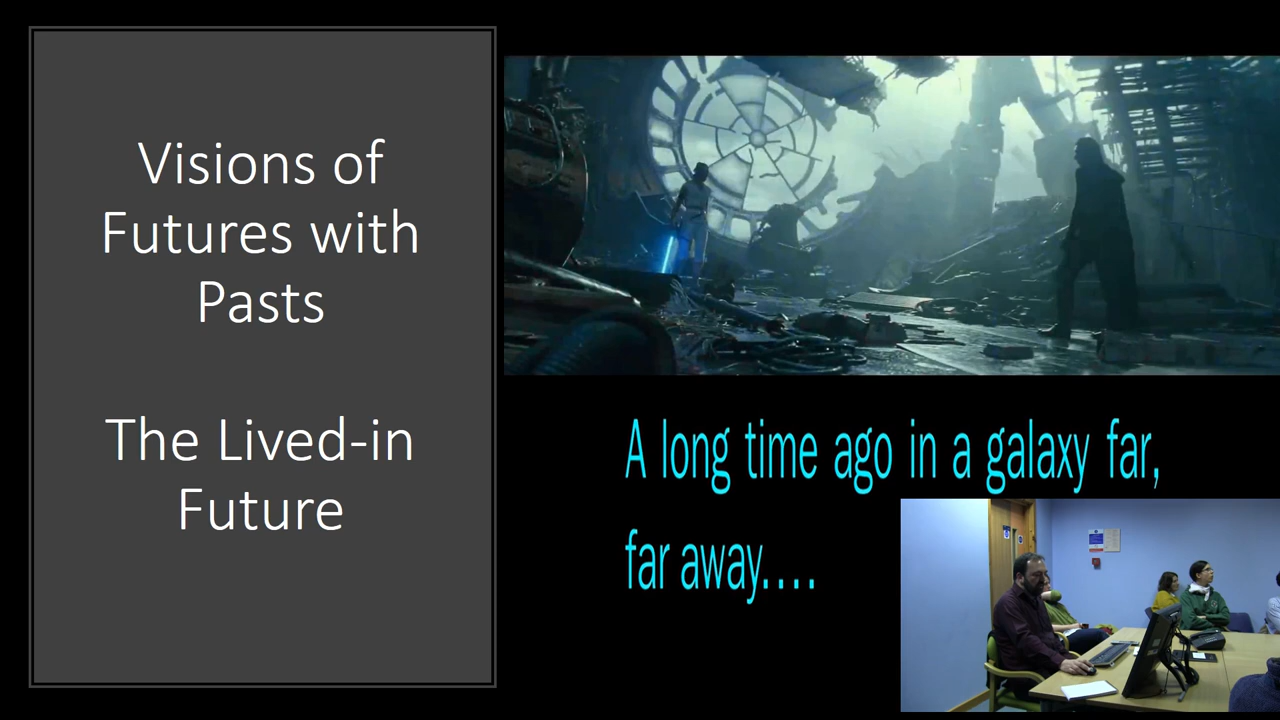 Visions of
Futures with
Pasts
The Lived-in
Future
A long time ago in a galaxy far,
far away....